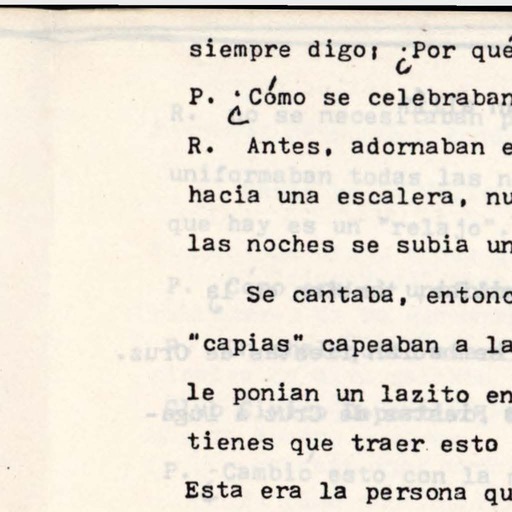 siempre digo; ¿Por qué
P. ¿Cómo se celebraban
R. Antes, adornaban e
hacia una escalera, nu
las noches se subia un
Se cantaba, entonc
"capias" capeaban a la
le ponian un lazito en
tienes que traer esto
Esta era la persona qu